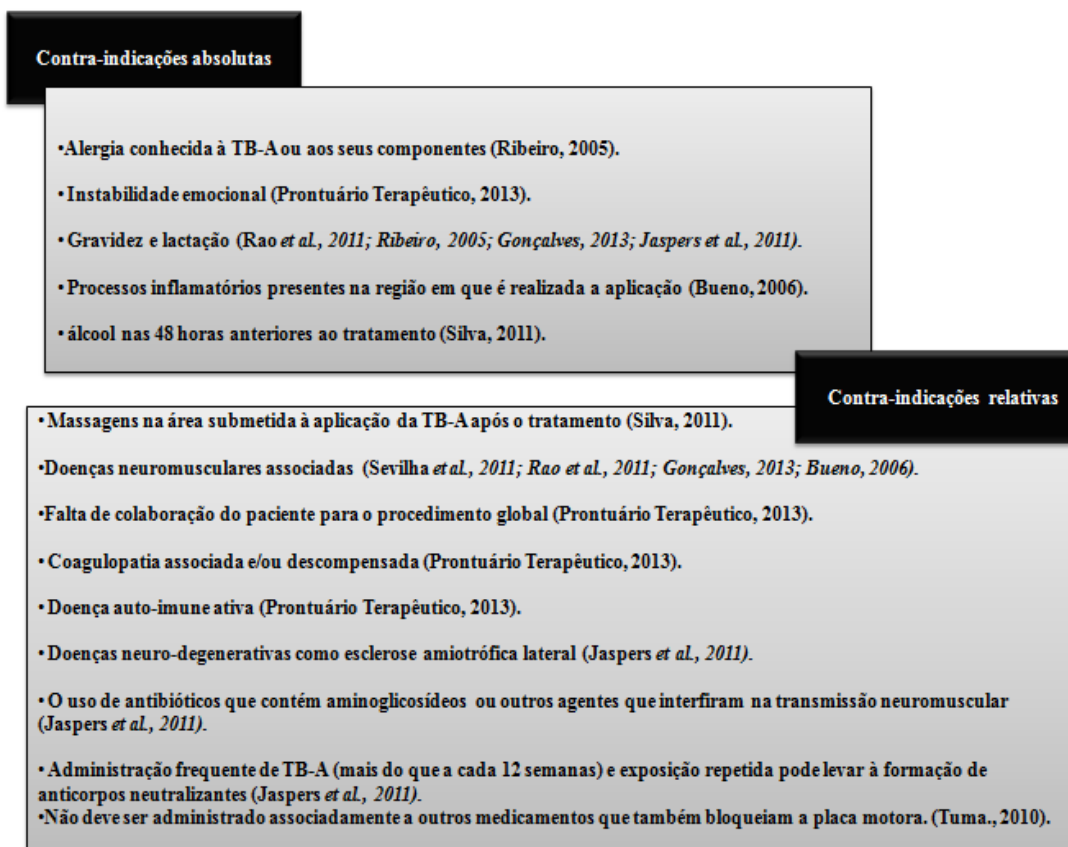 Contra-indicações absolutas
•Alergia conhecida à TB-A ou aos seus componentes (Ribeiro, 2005).
• Instabilidade emocional (Prontuário Terapêutico, 2013).
• Gravidez e lactação (Rao et al., 2011; Ribeiro, 2005; Gonçalves, 2013; Jaspers et al., 2011).
• Processos inflamatórios presentes na região em que é realizada a aplicação (Bueno, 2006).
• álcool nas 48 horas anteriores ao tratamento (Silva, 2011).
Contra-indicações relativas
• Massagens na área submetida à aplicação da TB-A após o tratamento (Silva, 2011).
•Doenças neuromusculares associadas (Sevilha et al., 2011; Rao et al., 2011; Gonçalves, 2013; Bueno, 2006).
•Falta de colaboração do paciente para o procedimento global (Prontuário Terapêutico, 2013).
• Coagulopatia associada e/ou descompensada (Prontuário Terapêutico, 2013).
• Doença auto-imune ativa (Prontuário Terapêutico, 2013).
• Doenças neuro-degenerativas como esclerose amiotrófica lateral (Jaspers et al., 2011).
• O uso de antibióticos que contém aminoglicosídeos ou outros agentes que interfiram na transmissão neuromuscular
(Jaspers et al., 2011).
• Administração frequente de TB-A (mais do que a cada 12 semanas) e exposição repetida pode levar à formação de
anticorpos neutralizantes (Jaspers et al., 2011).
•Não deve ser administrado associadamente a outros medicamentos que também bloqueiam a placa motora. (Tuma., 2010).